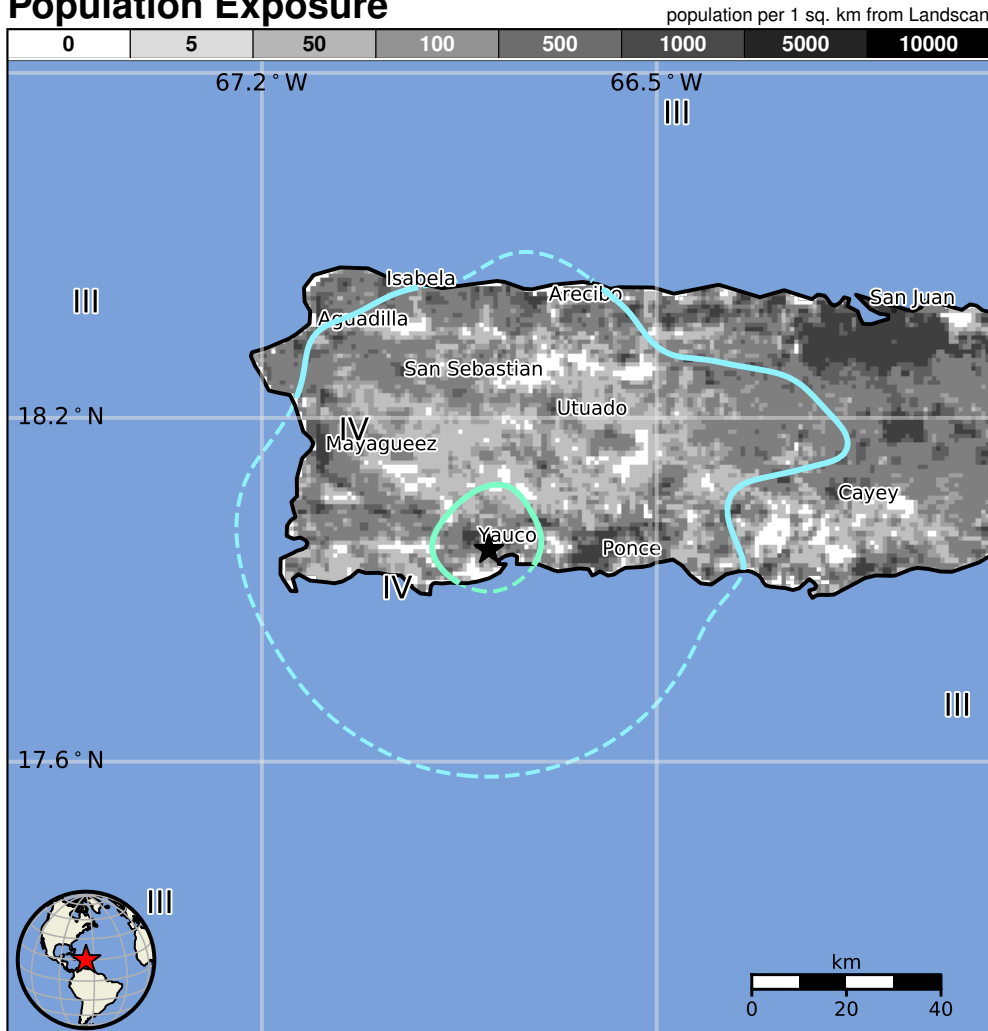 Population Exposure
population per 1 sq. km from Landscan
0 5 50 100 500 1000 5000 10000
67.2°W 66.5°W
III
Isabela
Arecibo
San Juan
III
Aguadilla
San Sebastian
Utuado
18.2°N
IV
Mayagueez
Cayey
Yauco
Ponce
IV
III
17.6°N
III
km
0 20 40